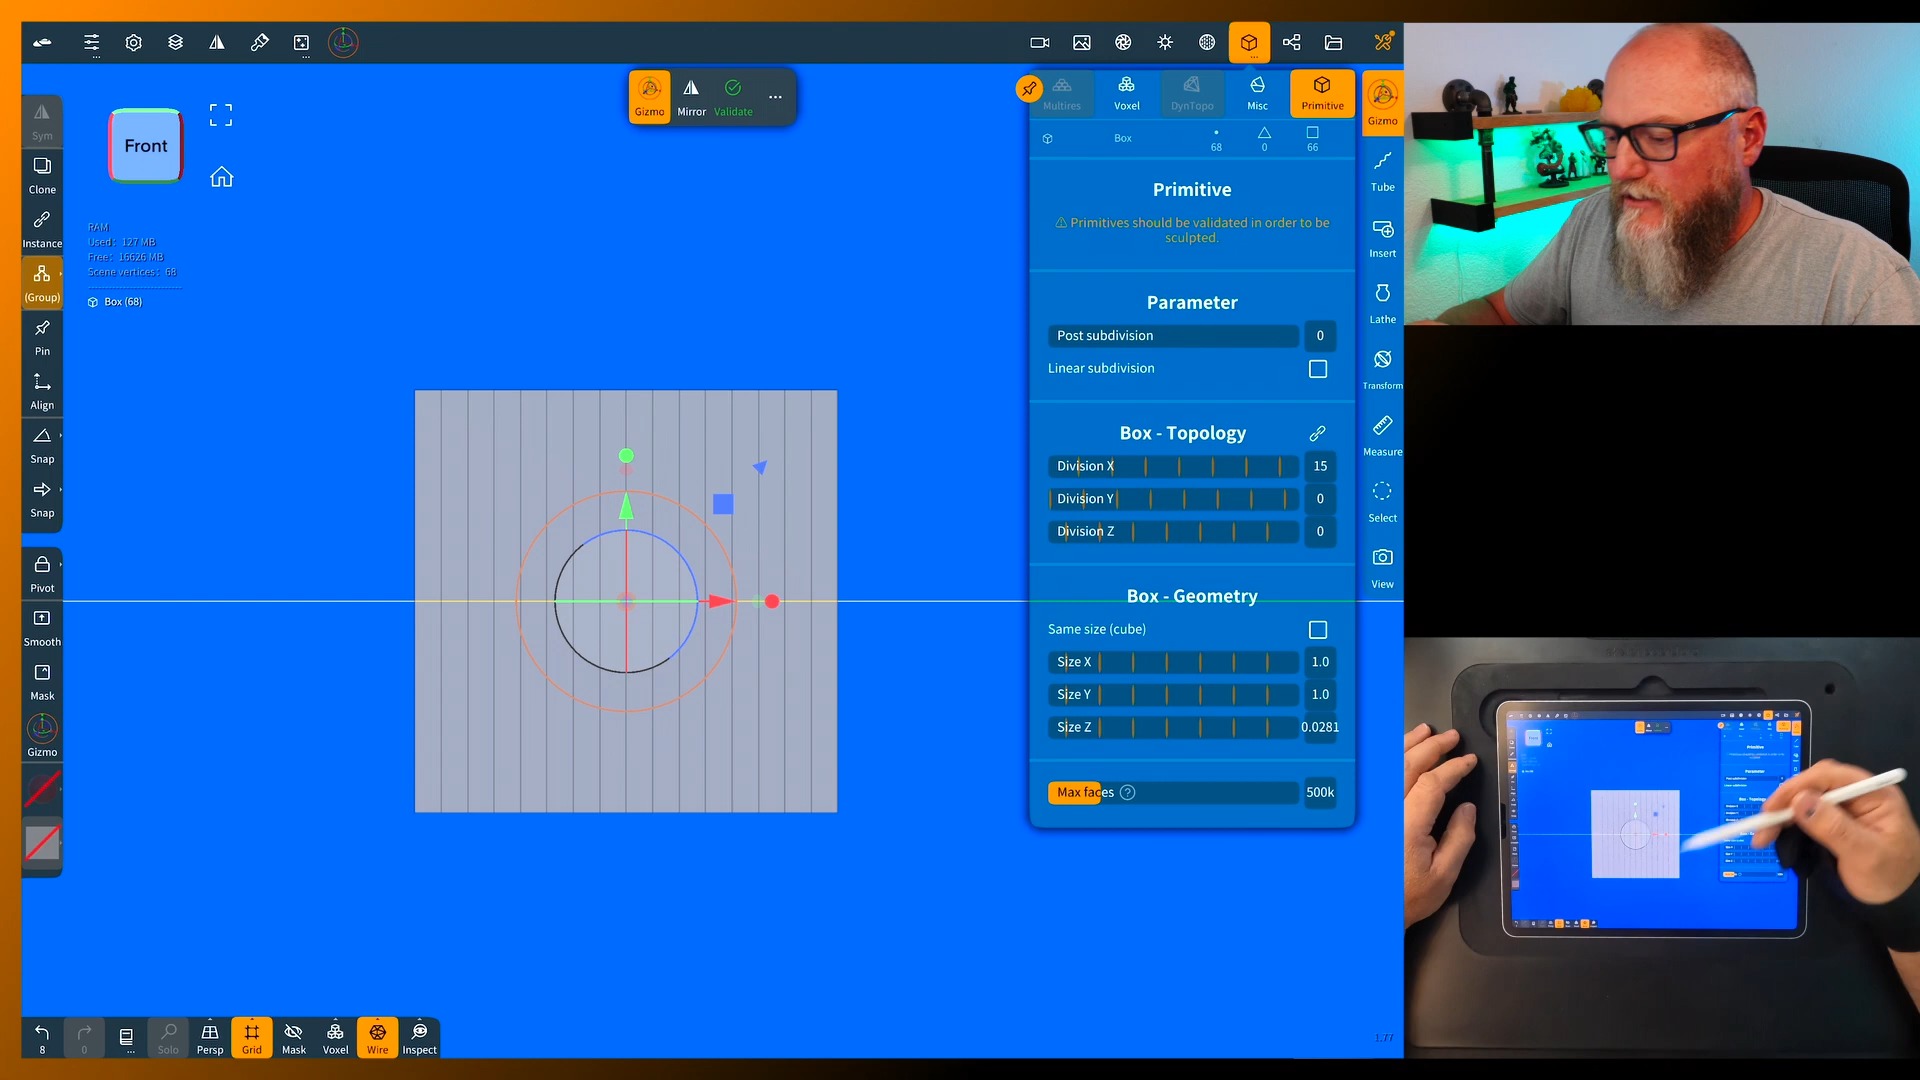 Gizmo
Mirror
Validate
...
Multires
Voxel
DynTopo
Misc
Primitive
Gizmo
Box
68
0
66
Front
Sym
Clone
Instance
(Group)
Pin
Align
Snap
Snap
Pivot
Smooth
Mask
Gizmo
RAM
Used: 127 MB
Free: 16626 MB
Scene vertices: 68
Box (68)
Primitive
Primitives should be validated in order to be
sculpted.
Parameter
Post subdivision 0
Linear subdivision
Box - Topology
Division X 15
Division Y 0
Division Z 0
Box - Geometry
Same size (cube)
Size X 1.0
Size Y 1.0
Size Z 0.0281
Max faces ? 500k
Tube
Insert
Lathe
Transform
Measure
Select
View
1.77
8
0
...
Solo
Persp
Grid
Mask
Voxel
Wire
Inspect